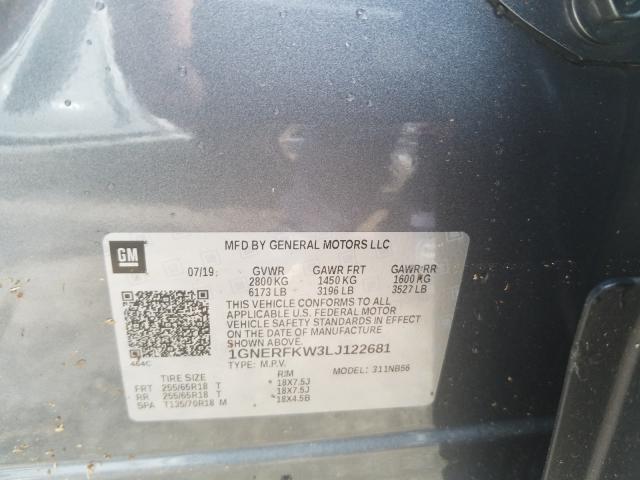 GM
MFD BY GENERAL MOTORS LLC
07/19 GVWR GAWR FRT GAWR RR
2800 KG 1450 KG 1600 KG
6173 LB 3196 LB 3527 LB
THIS VEHICLE CONFORMS TO ALL
APPLICABLE U.S. FEDERAL MOTOR
VEHICLE SAFETY STANDARDS IN
EFFECT ON THE DATE OF MANUFACTURE
SHOWN ABOVE.
1GNERFKW3LJ122681
464C
TYPE: M.P.V. MODEL: 311NB56
TIRE SIZE RIM
FRT 255/65R18 T 18X7.5J
RR 255/65R18 T 18X7.5J
SPA T135/70R18 M 18X4.5B